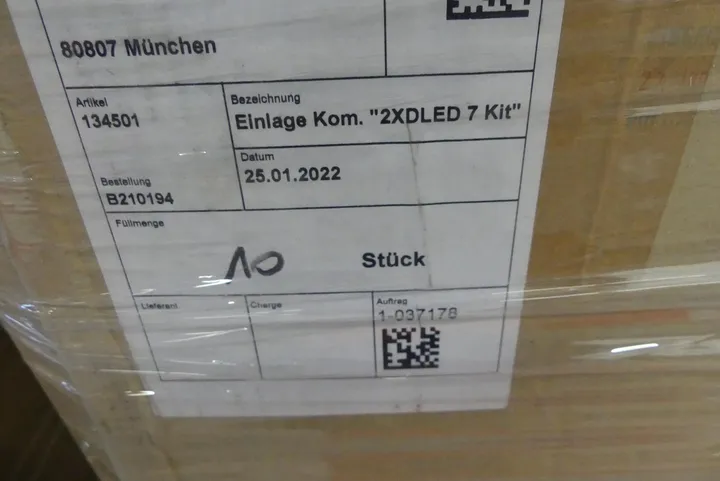 80807 München
Artikel
134501
Bezeichnung
Einlage Kom. "2XDLED 7 Kit"
Bestellung
B210194
Datum
25.01.2022
Füllmenge
10 Stück
Lieferant
Charge
Auftrag
1-037178